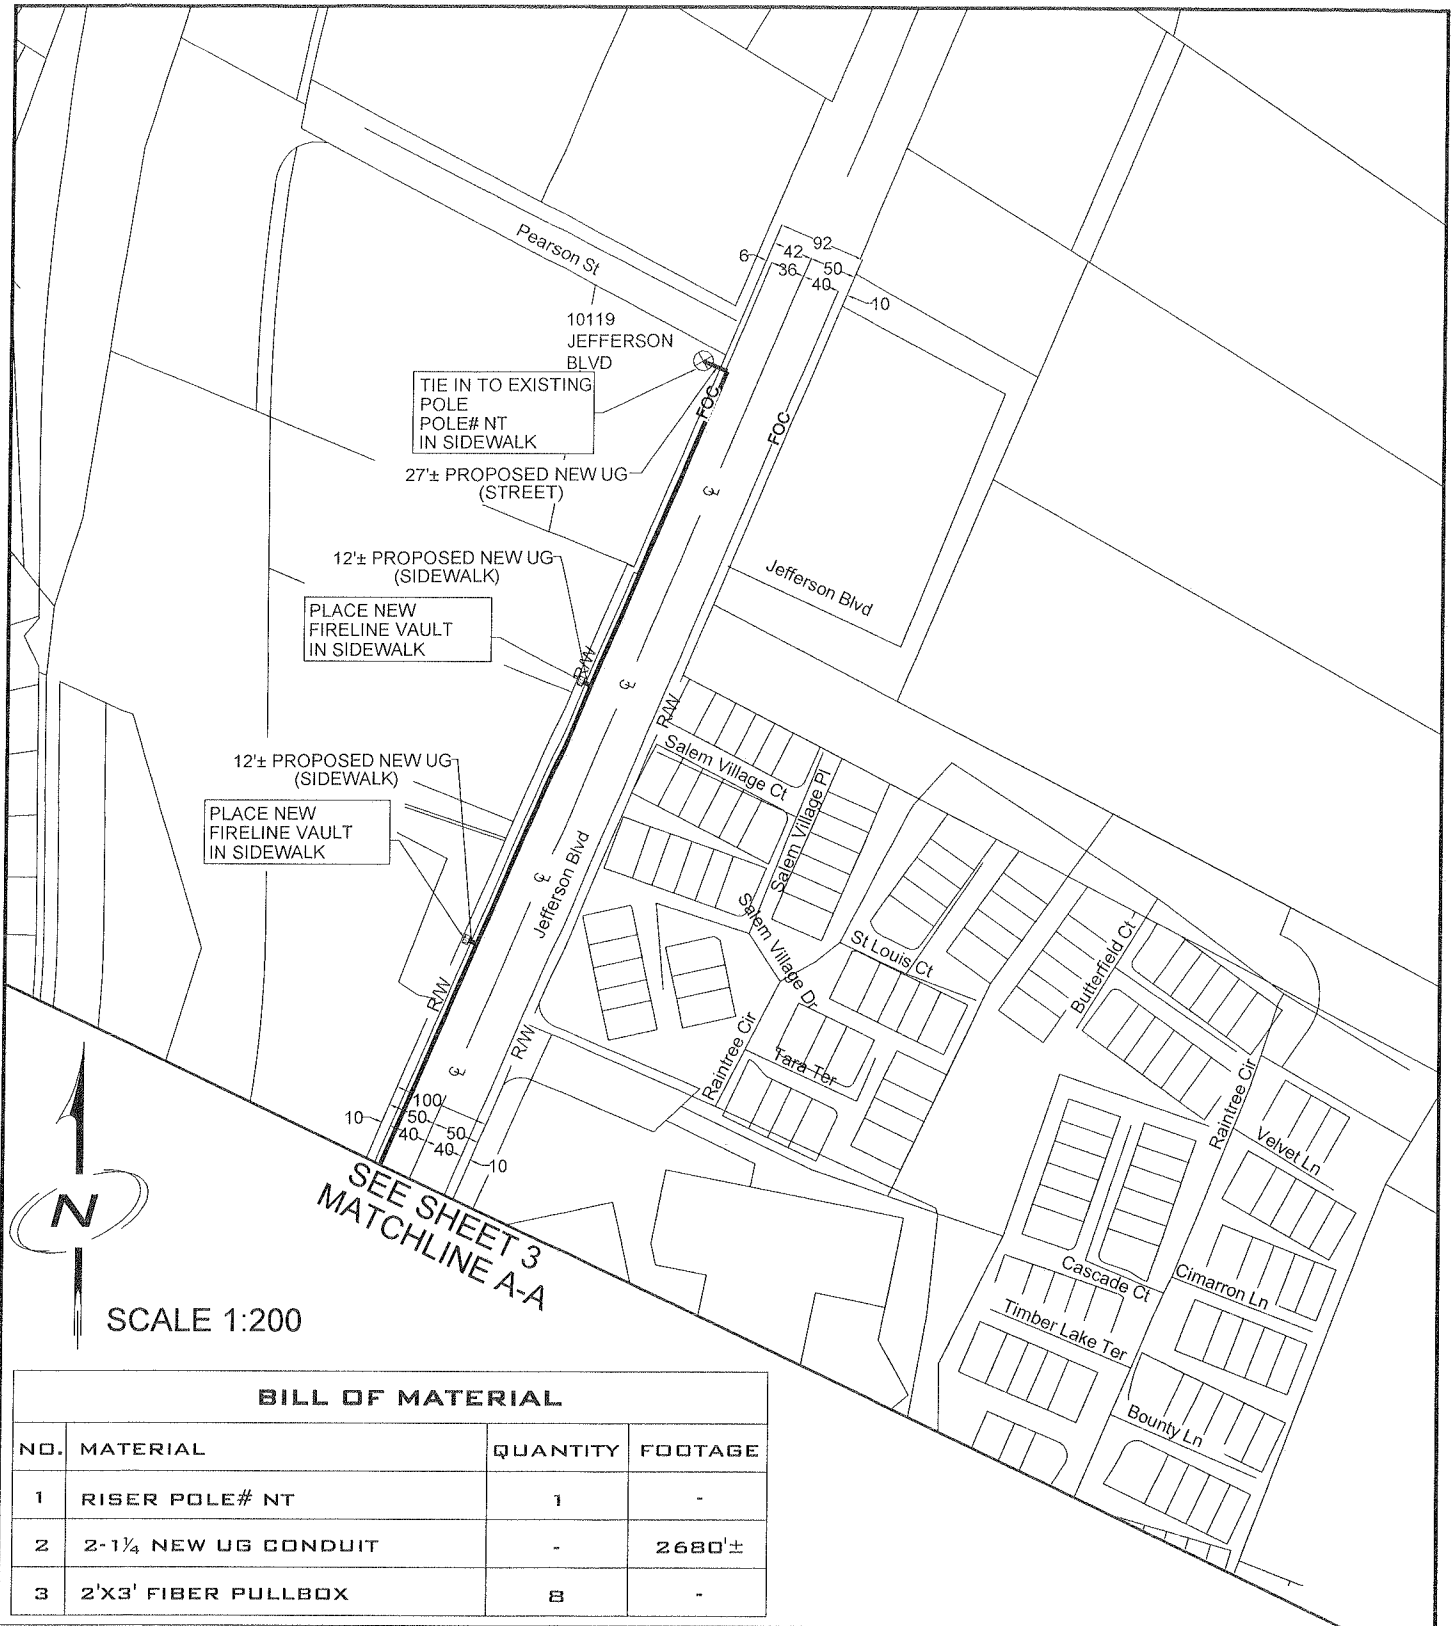 Pearson St
92
6
42
50
36
40
10
10119
JEFFERSON
BLVD
TIE IN TO EXISTING
POLE
POLE# NT
IN SIDEWALK
FOC
FOC
27'± PROPOSED NEW UG
(STREET)
℄
12'± PROPOSED NEW UG
(SIDEWALK)
Jefferson Blvd
PLACE NEW
FIRELINE VAULT
IN SIDEWALK
R/W
℄
R/W
Salem Village Ct
Salem Village Pl
12'± PROPOSED NEW UG
(SIDEWALK)
PLACE NEW
FIRELINE VAULT
IN SIDEWALK
℄
Jefferson Blvd
Salem Village Dr
St Louis Ct
Butterfield Ct
R/W
R/W
Raintree Cir
Tara Ter
℄
Raintree Cir
Velvet Ln
100
10
50
50
40
40
10
SEE SHEET 3
MATCHLINE A-A
N
SCALE 1:200
Cascade Ct
Cimarron Ln
Timber Lake Ter
Bounty Ln
BILL OF MATERIAL
NO. MATERIAL QUANTITY FOOTAGE
1 RISER POLE# NT 1 -
2 2-1¼ NEW UG CONDUIT - 2680'±
3 2'X3' FIBER PULLBOX 8 -